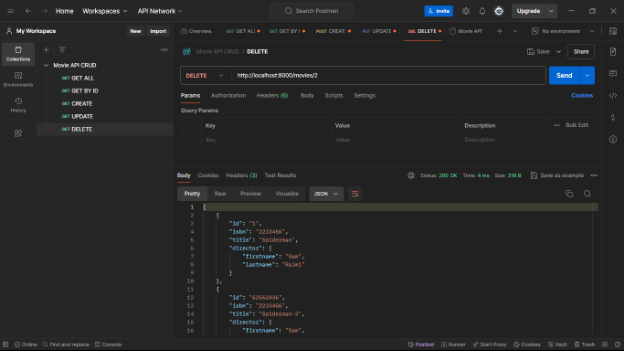 Home Workspaces API Network Search Postman Invite Upgrade
My Workspace New Import
Overview GET ALL GET BY I POST CREAT PUT UPDATE DEL DELETE Movie API No environment
Collections
Movie API CRUD / DELETE Save Share
Movie API CRUD
GET GET ALL
GET GET BY ID
GET CREATE
GET UPDATE
GET DELETE
Environments
History
DELETE http://localhost:8000/movies/2 Send
Params Authorization Headers (6) Body Scripts Settings Cookies
Query Params
Key Value Description Bulk Edit
Key Value Description
Body Cookies Headers (3) Test Results Status: 200 OK Time: 4 ms Size: 318 B Save as example
Pretty Raw Preview Visualize JSON
1 [
2 {
3 "id": "1",
4 "isbn": "2233456",
5 "title": "Spiderman",
6 "director": {
7 "firstname": "Sam",
8 "lastname": "Raimi"
9 }
10 },
11 {
12 "id": "62562436",
13 "isbn": "2233456",
14 "title": "Spiderman-2",
15 "director": {
16 "firstname": "Sam",
Online Find and replace Console Postbot Runner Start Proxy Cookies Vault Trash